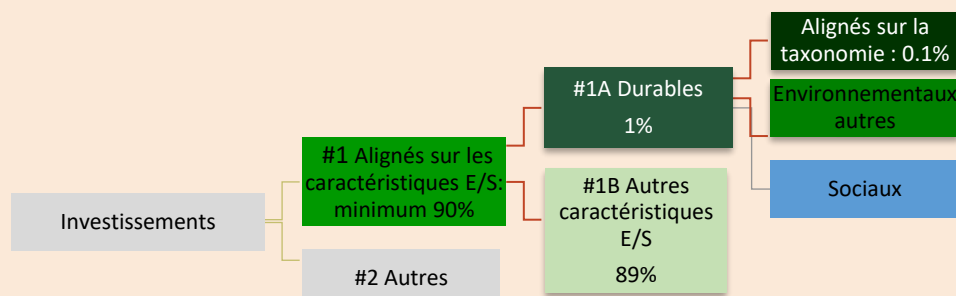 Investissements
#1 Alignés sur les
caractéristiques E/S:
minimum 90%
#2 Autres
#1A Durables
1%
#1B Autres
caractéristiques
E/S
89%
Alignés sur la
taxonomie : 0.1%
Environnementaux
autres
Sociaux